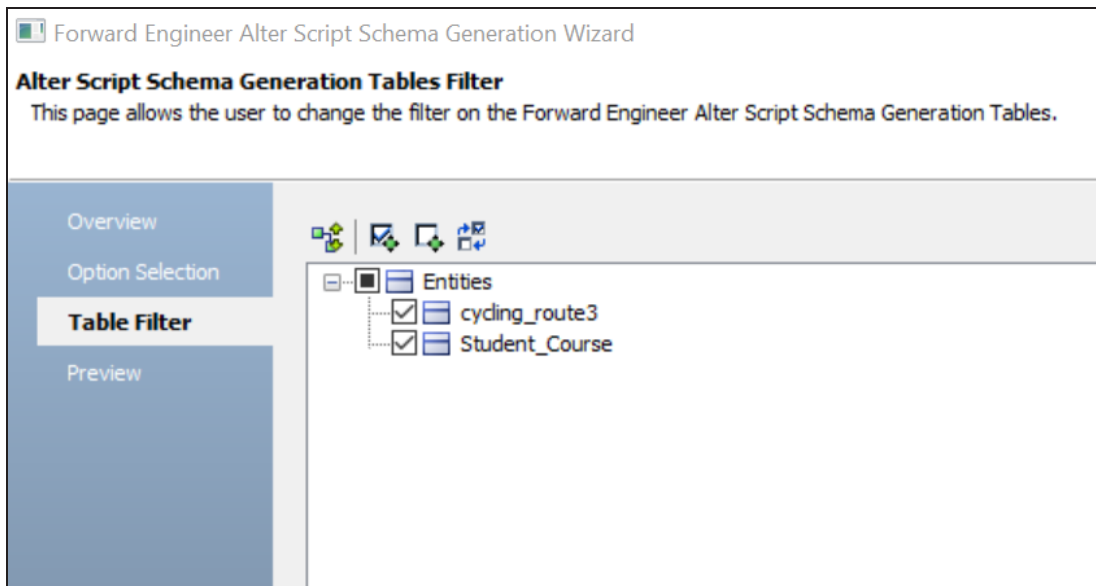 Forward Engineer Alter Script Schema Generation Wizard
Alter Script Schema Generation Tables Filter
This page allows the user to change the filter on the Forward Engineer Alter Script Schema Generation Tables.
Overview
Option Selection
Table Filter
Preview
Entities
cycling_route3
Student_Course